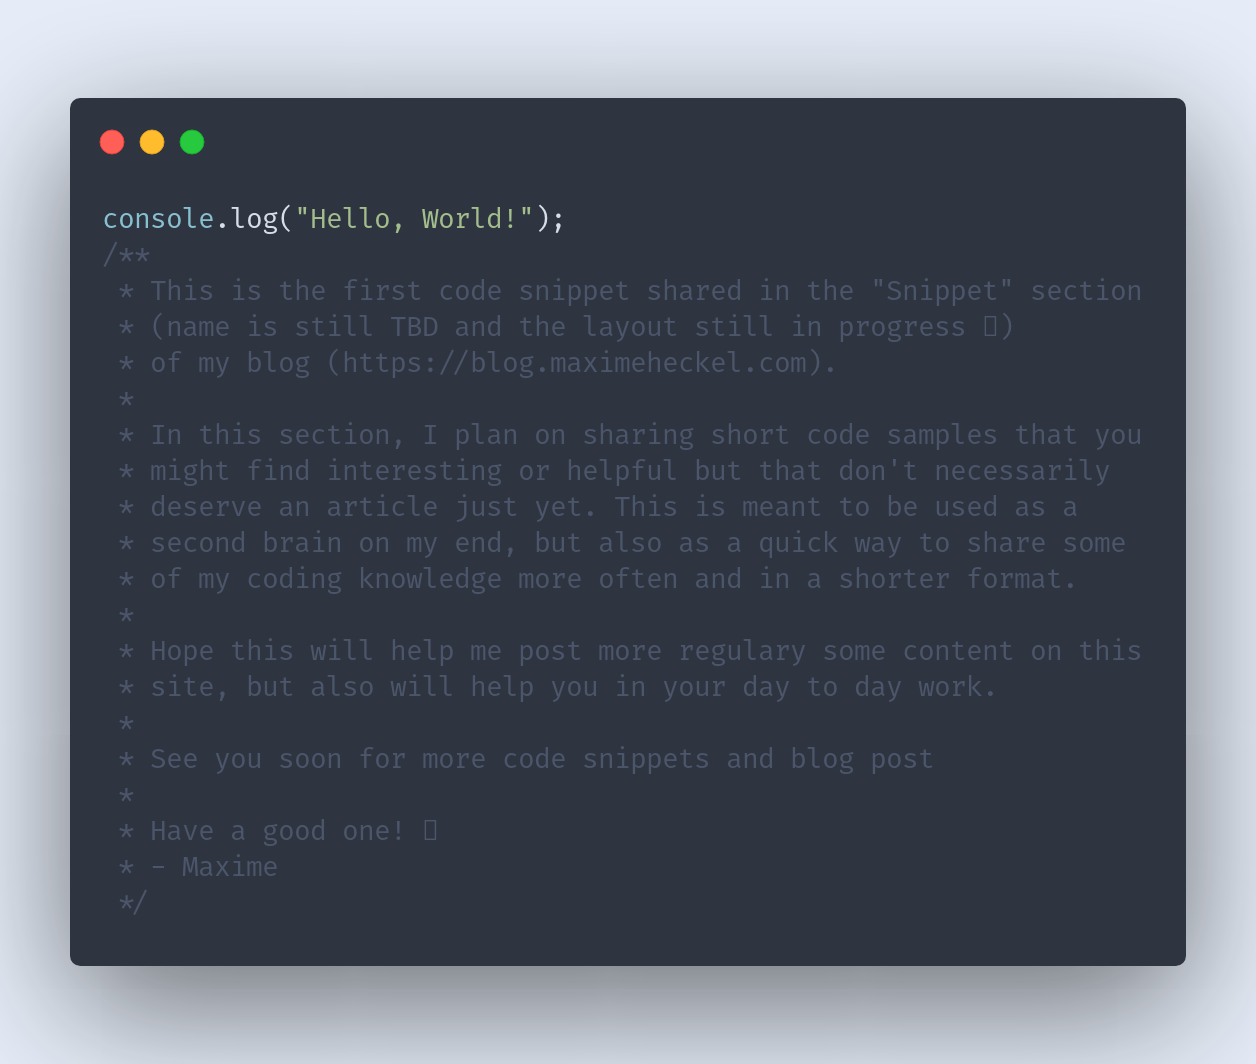 console.log("Hello, World!");
/**
 * This is the first code snippet shared in the "Snippet" section
 * (name is still TBD and the layout still in progress ▯)
 * of my blog (https://blog.maximeheckel.com).
 *
 * In this section, I plan on sharing short code samples that you
 * might find interesting or helpful but that don't necessarily
 * deserve an article just yet. This is meant to be used as a
 * second brain on my end, but also as a quick way to share some
 * of my coding knowledge more often and in a shorter format.
 *
 * Hope this will help me post more regulary some content on this
 * site, but also will help you in your day to day work.
 *
 * See you soon for more code snippets and blog post
 *
 * Have a good one! ▯
 * - Maxime
 */